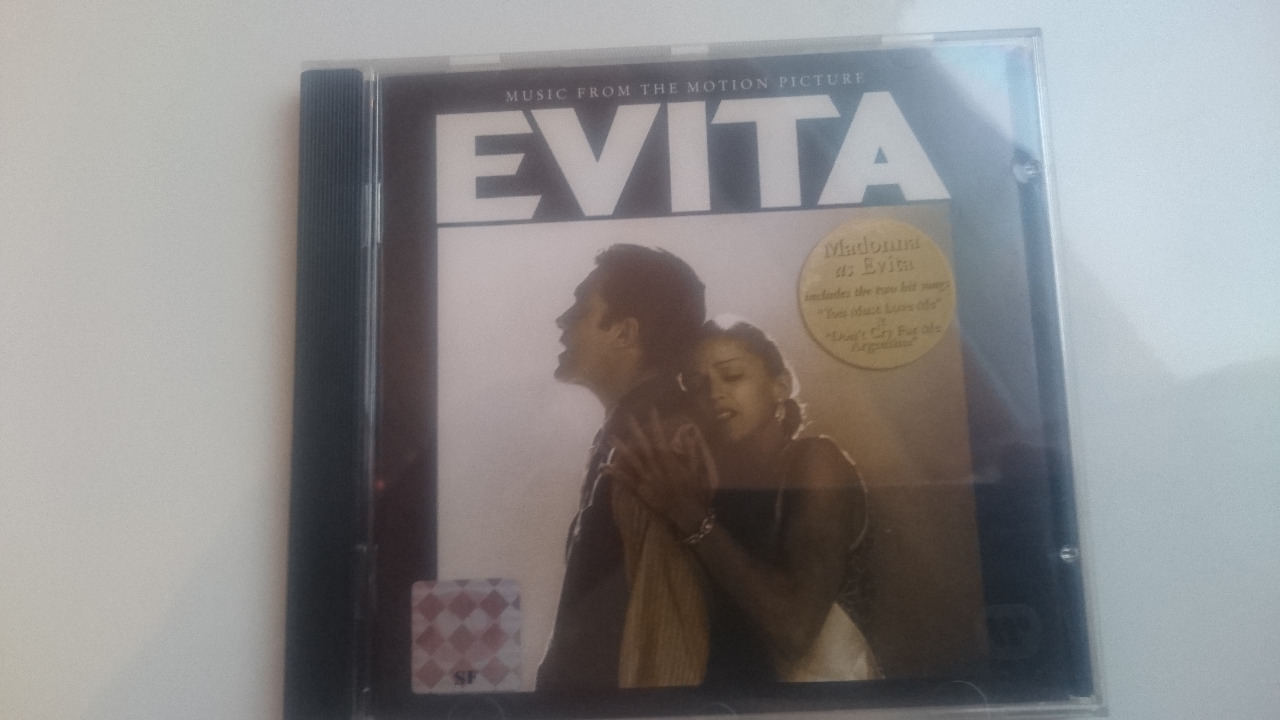 MUSIC FROM THE MOTION PICTURE
EVITA
Madonna
as Evita
includes the two hit songs
"You Must Love Me"
&
"Don't Cry For Me
Argentina"
SF